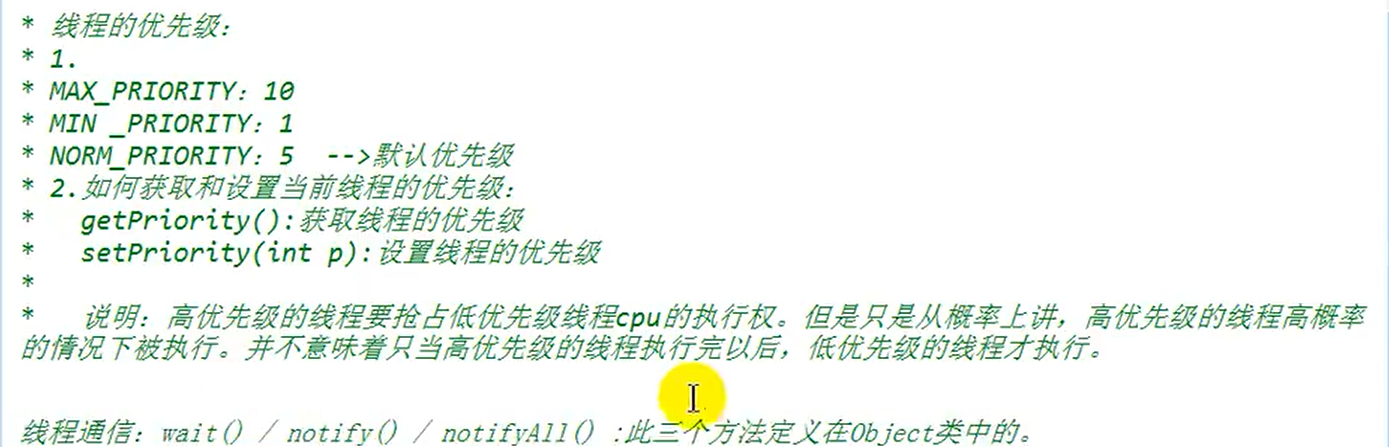 * 线程的优先级：
* 1.
* MAX_PRIORITY：10
* MIN _PRIORITY：1
* NORM_PRIORITY：5  -->默认优先级
* 2.如何获取和设置当前线程的优先级：
*   getPriority():获取线程的优先级
*   setPriority(int p):设置线程的优先级
*
*   说明：高优先级的线程要抢占低优先级线程cpu的执行权。但是只是从概率上讲，高优先级的线程高概率
的情况下被执行。并不意味着只当高优先级的线程执行完以后，低优先级的线程才执行。
线程通信：wait() / notify() / notifyAll() :此三个方法定义在Object类中的。